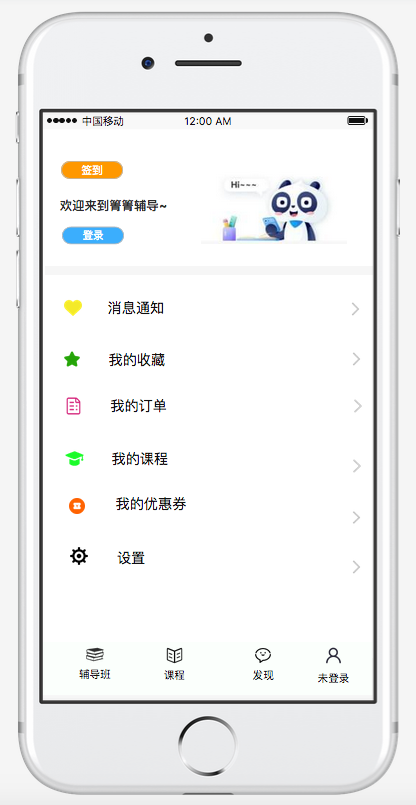 中国移动 12:00 AM
签到
Hi~~~
欢迎来到箐箐辅导~
登录
消息通知
我的收藏
我的订单
我的课程
我的优惠券
设置
辅导班 课程 发现 未登录